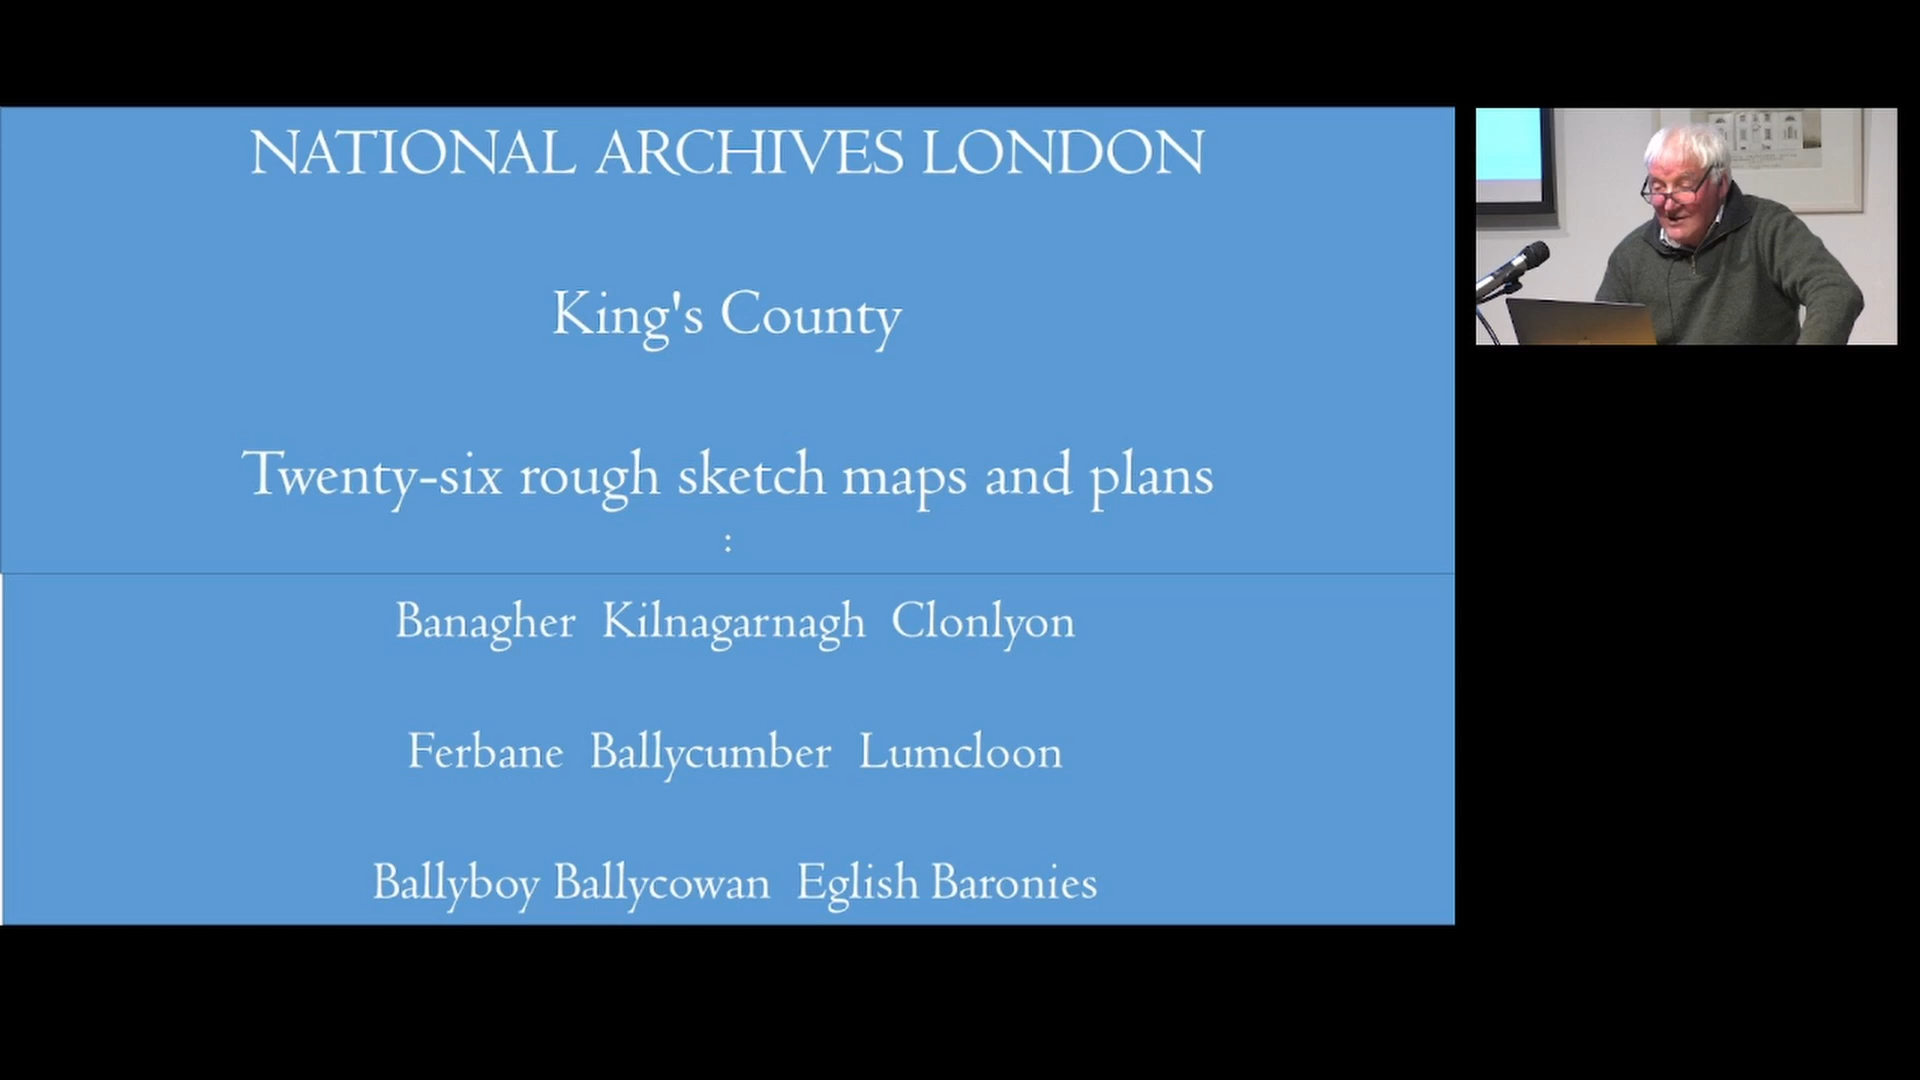 NATIONAL ARCHIVES LONDON
King's County
Twenty-six rough sketch maps and plans
:
Banagher Kilnagarnagh Clonlyon
Ferbane Ballycumber Lumcloon
Ballyboy Ballycowan Eglish Baronies